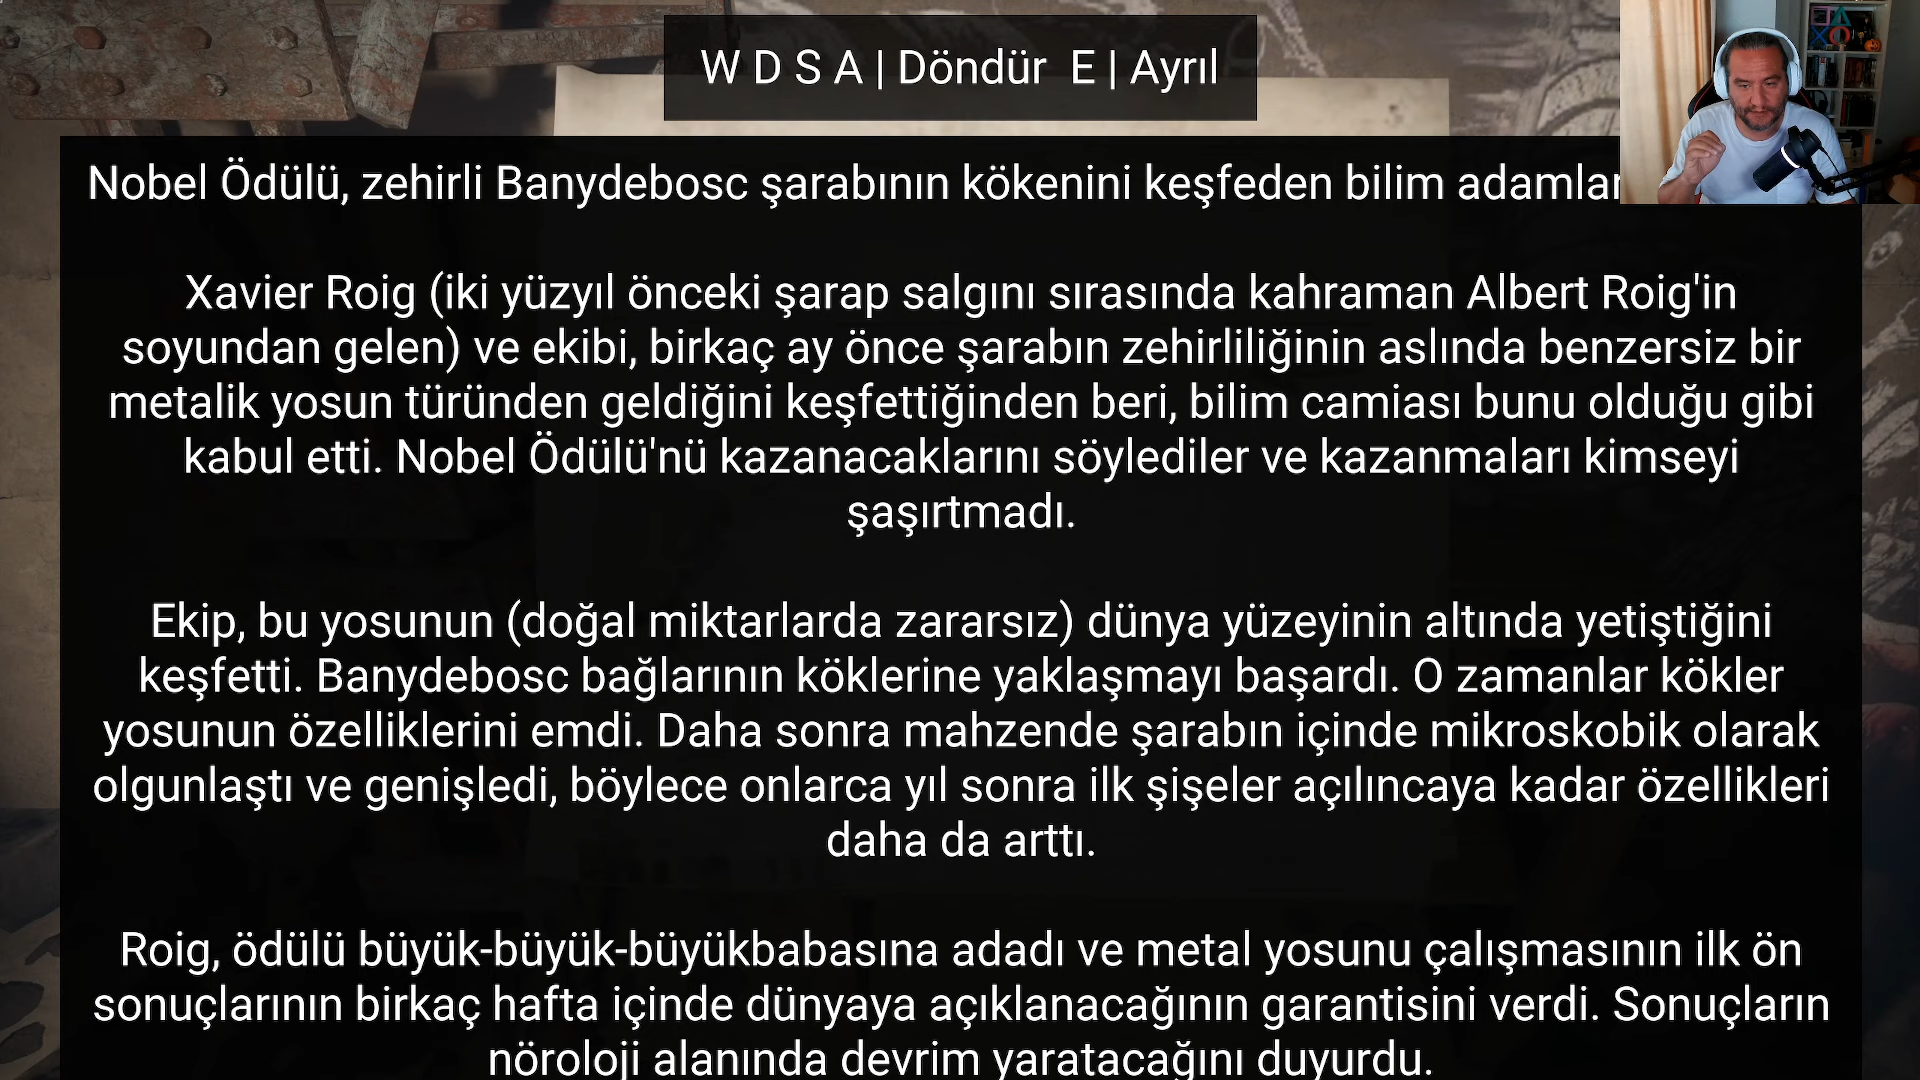 W D S A | Döndür E | Ayrıl
Nobel Ödülü, zehirli Banydebosc şarabının kökenini keşfeden bilim
Xavier Roig (iki yüzyıl önceki şarap salgını sırasında kahraman Albert Roig'in
soyundan gelen) ve ekibi, birkaç ay önce şarabın zehirliliğinin aslında benzersiz bir
metalik yosun türünden geldiğini keşfettiğinden beri, bilim camiası bunu olduğu gibi
kabul etti. Nobel Ödülü'nü kazanacaklarını söylediler ve kazanmaları kimseyi
şaşırtmadı.
Ekip, bu yosunun (doğal miktarlarda zararsız) dünya yüzeyinin altında yetiştiğini
keşfetti. Banydebosc bağlarının köklerine yaklaşmayı başardı. O zamanlar kökler
yosunun özelliklerini emdi. Daha sonra mahzende şarabın içinde mikroskobik olarak
olgunlaştı ve genişledi, böylece onlarca yıl sonra ilk şişeler açılıncaya kadar özellikleri
daha da arttı.
Roig, ödülü büyük-büyük-büyükbabasına adadı ve metal yosunu çalışmasının ilk ön
sonuçlarının birkaç hafta içinde dünyaya açıklanacağının garantisini verdi. Sonuçların
nöroloji alanında devrim yaratacağını duyurdu.